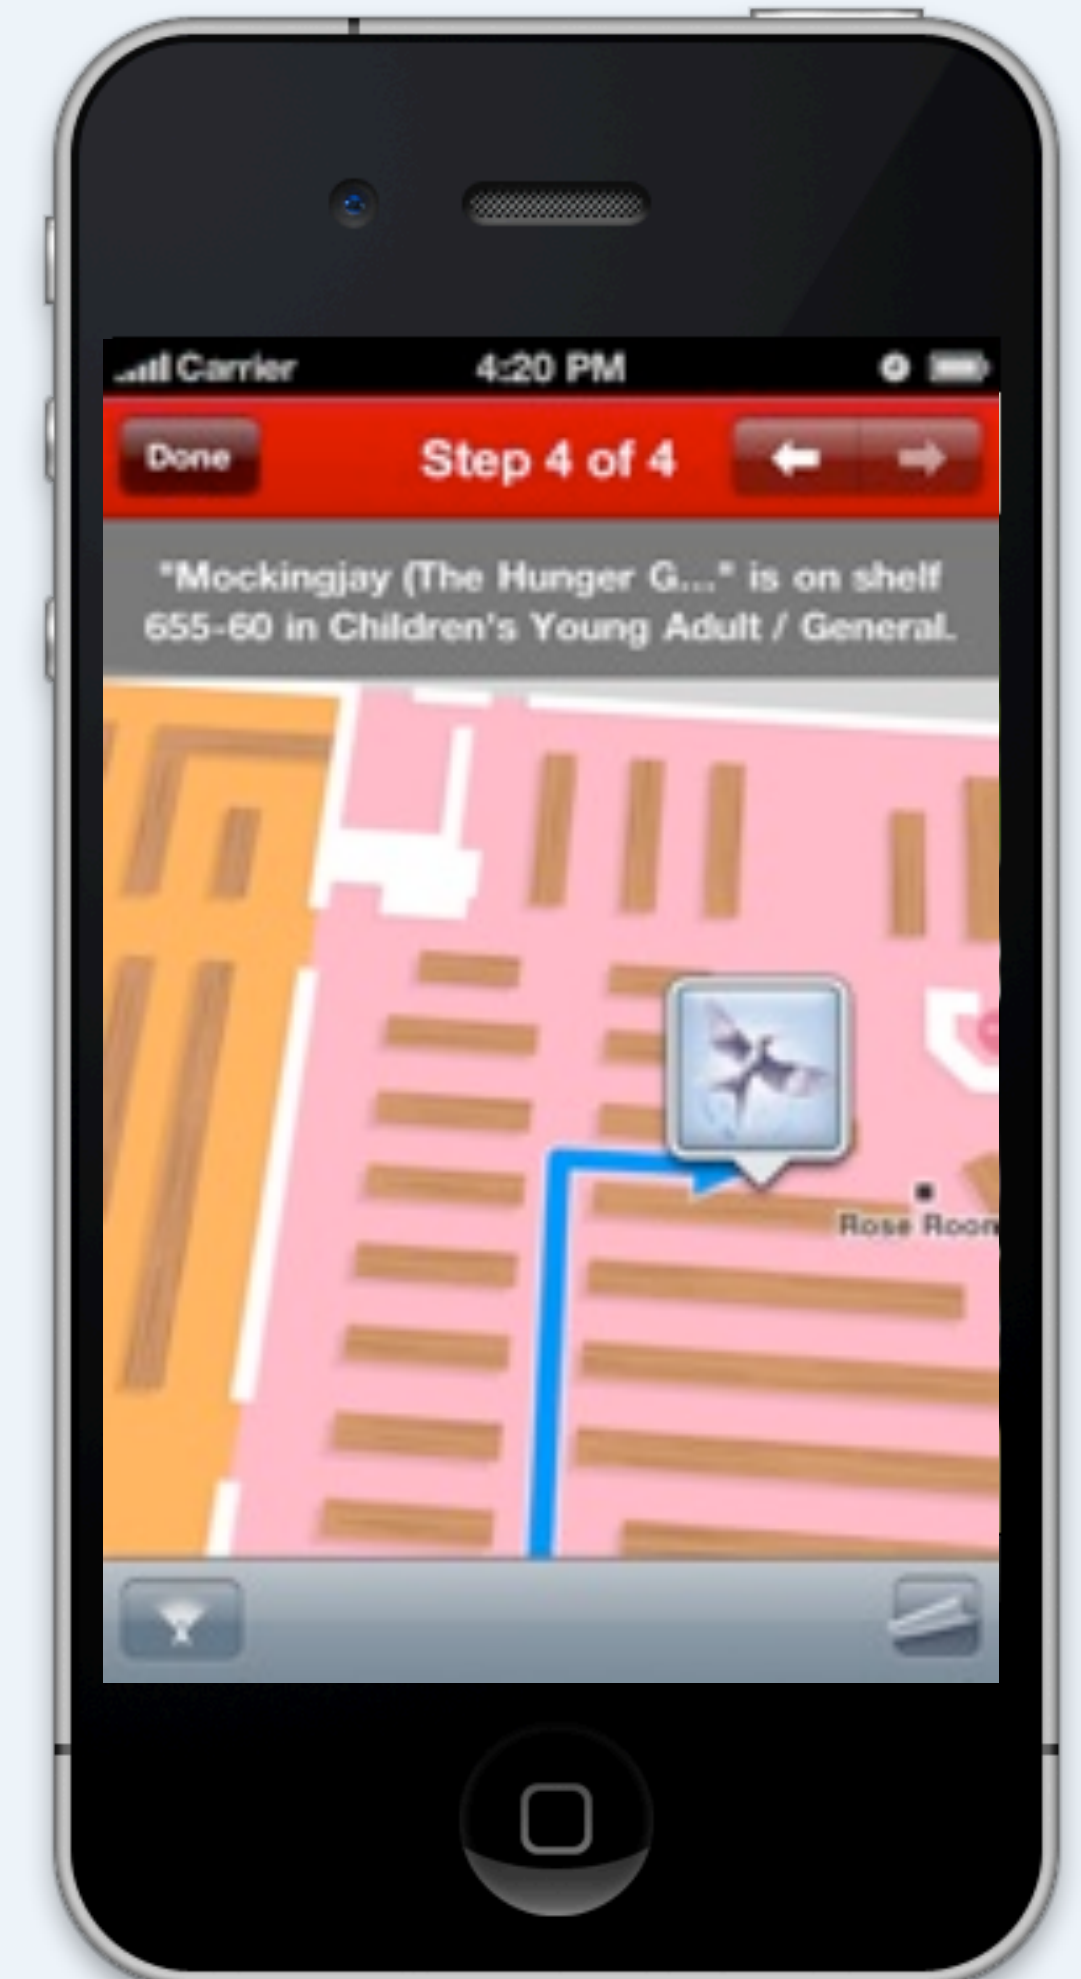 Carrier 4:20 PM
Done Step 4 of 4
"Mockingjay (The Hunger G..." is on shelf
655-60 in Children's Young Adult / General.
Rose Room